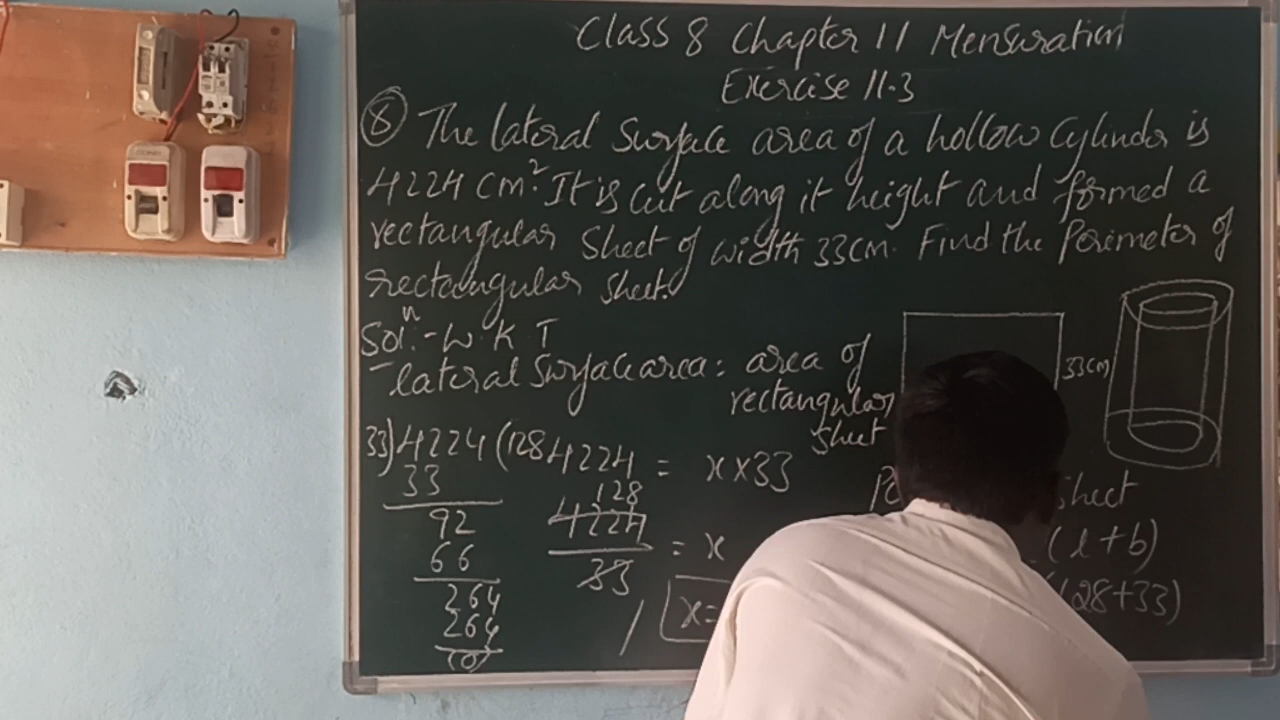 Class 8 Chapter 11 Mensuration
Exercise 11.3
⑧ The lateral Surface area of a hollow Cylinder is
4224 cm². It is Cut along it height and formed a
rectangular Sheet of width 33cm. Find the Perimeter of
rectangular Sheet.
Solⁿ:- W.K T
lateral Surface area = area of
rectangular
sheet
33cm
33)4224(128
33
92
66
264
264
(0)
4224 = x×33
128
4224
33
= x
x=
sheet
(l+b)
(128+33)